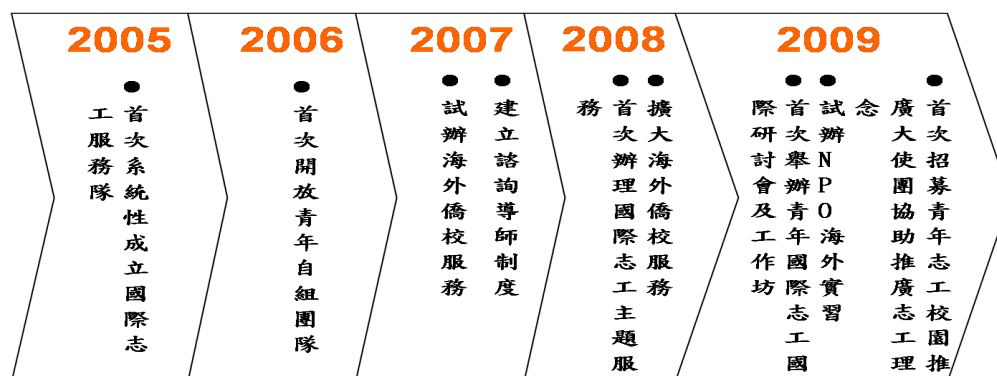 2005
●首次系統性成立國際志
工服務隊
2006
●首次開放青年自組團隊
2007
●建立諮詢導師制度
●試辦海外僑校服務
2008
●擴大海外僑校服務
●首次辦理國際志工主題服
務
2009
●首次招募青年志工校園推
廣大使團協助推廣志工理
念
●試辦NPO海外實習
●首次舉辦青年國際志工國
際研討會及工作坊